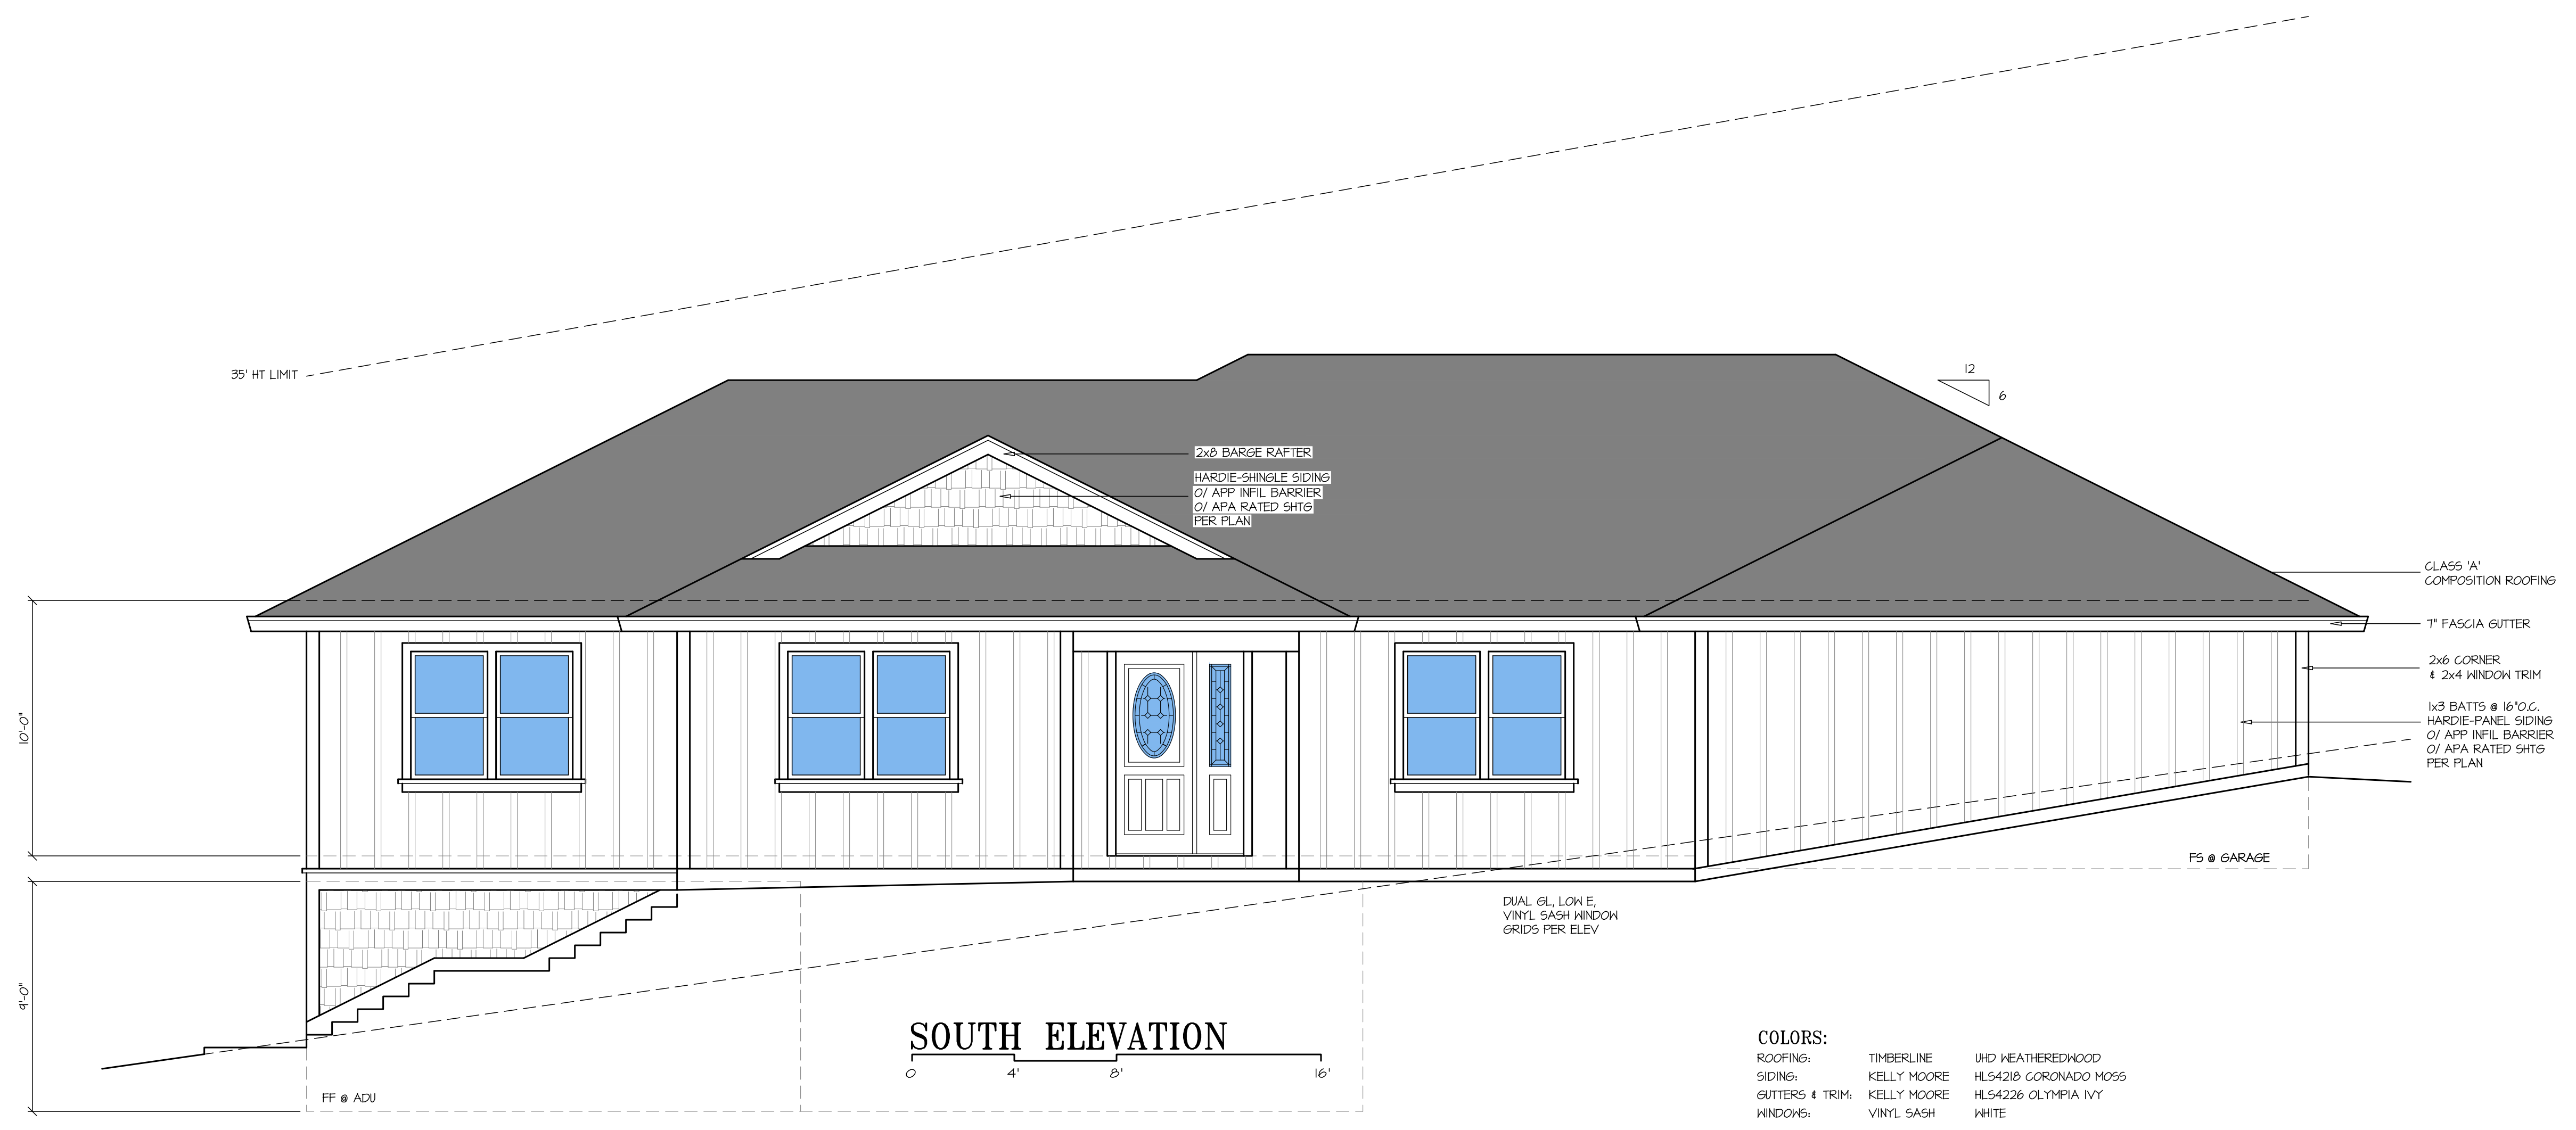 35' HT LIMIT
12
6
2x8 BARGE RAFTER
HARDIE-SHINGLE SIDING
O/ APP INFIL BARRIER
O/ APA RATED SHTG
PER PLAN
CLASS 'A'
COMPOSITION ROOFING
7" FASCIA GUTTER
2x6 CORNER
& 2x4 WINDOW TRIM
1x3 BATTS @ 16"O.C.
HARDIE-PANEL SIDING
O/ APP INFIL BARRIER
O/ APA RATED SHTG
PER PLAN
10'-0"
FS @ GARAGE
DUAL GL, LOW E,
VINYL SASH WINDOW
GRIDS PER ELEV
9'-0"
FF @ ADU
SOUTH ELEVATION
0 4' 8' 16'
COLORS:
ROOFING: TIMBERLINE UHD WEATHEREDWOOD
SIDING: KELLY MOORE HLS4218 CORONADO MOSS
GUTTERS & TRIM: KELLY MOORE HLS4226 OLYMPIA IVY
WINDOWS: VINYL SASH WHITE